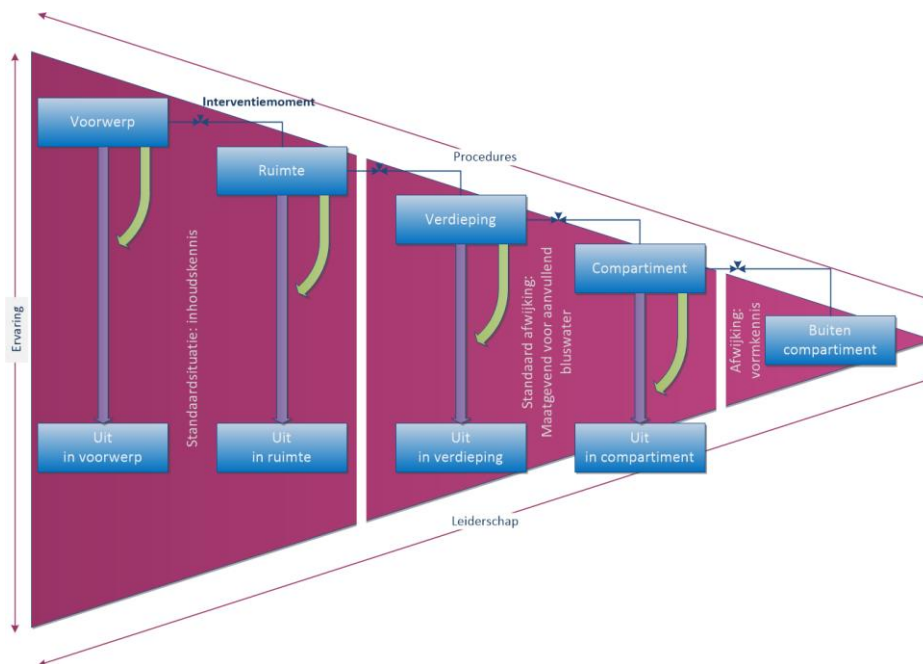 Interventiemoment
Voorwerp
Procedures
Ruimte
Verdieping
Compartiment
Buiten
compartiment
Ervaring
Standaardsituatie: inhoudskennis
Standaard afwijking:
Maatgevend voor aanvullend
bluswater
Afwijking:
vormkennis
Uit
in voorwerp
Uit
in ruimte
Uit
in verdieping
Uit
in compartiment
Leiderschap